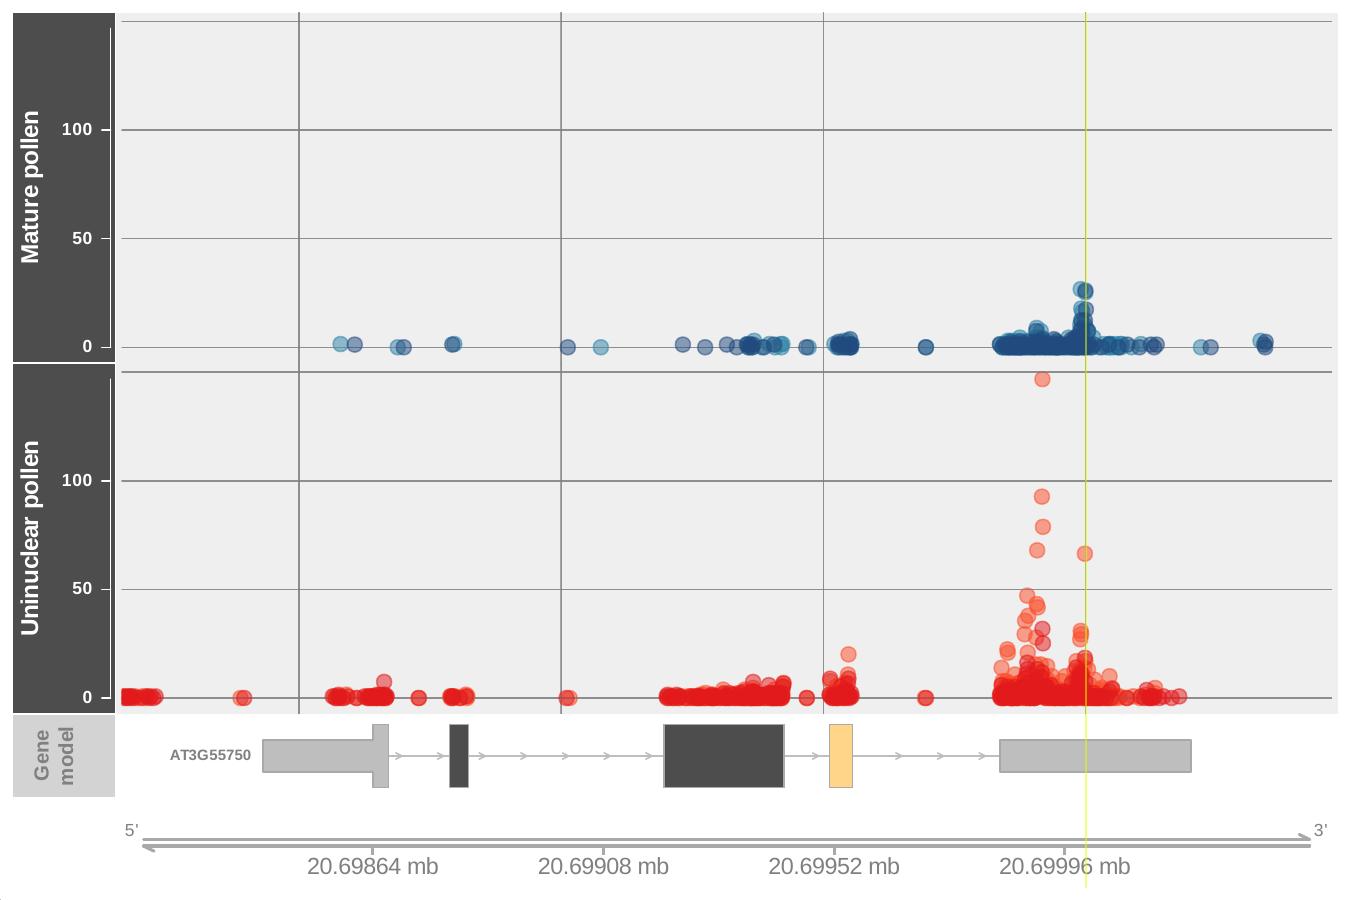 Mature pollen
100
50
0
Uninuclear pollen
100
50
0
Gene
model
AT3G55750
5'
3'
20.69864 mb
20.69908 mb
20.69952 mb
20.69996 mb